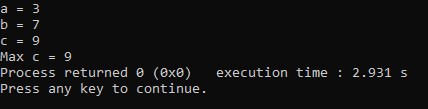 a = 3
b = 7
c = 9
Max c = 9
Process returned 0 (0x0)   execution time : 2.931 s
Press any key to continue.